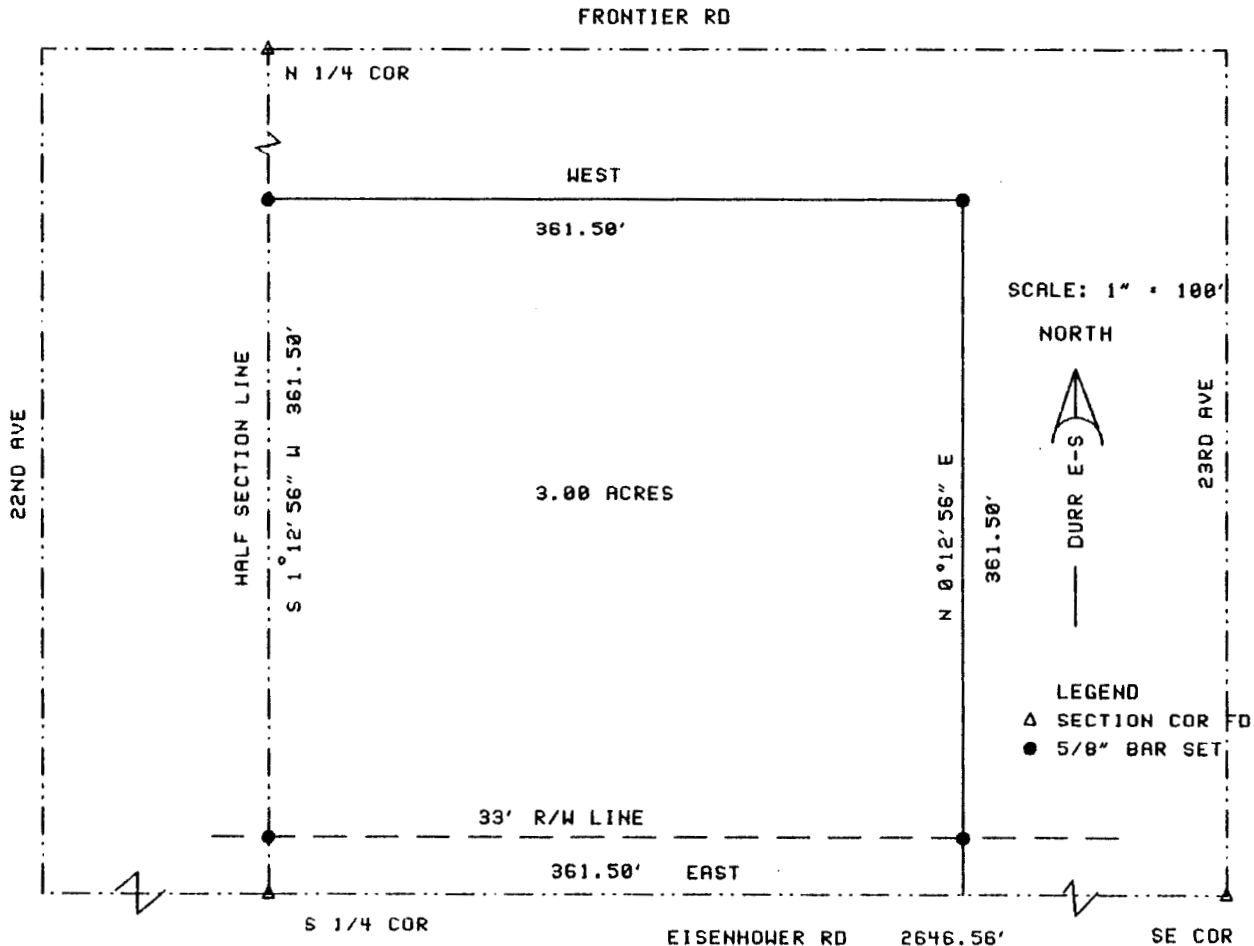 FRONTIER RD
N 1/4 COR
WEST
361.50'
SCALE: 1" = 100'
NORTH
22ND AVE
HALF SECTION LINE
S 1°12'56" W 361.50'
3.00 ACRES
N 0°12'56" E
361.50'
DURR E-S
23RD AVE
LEGEND
△ SECTION COR FD
● 5/8" BAR SET
33' R/W LINE
361.50' EAST
S 1/4 COR
EISENHOWER RD 2646.56' SE COR